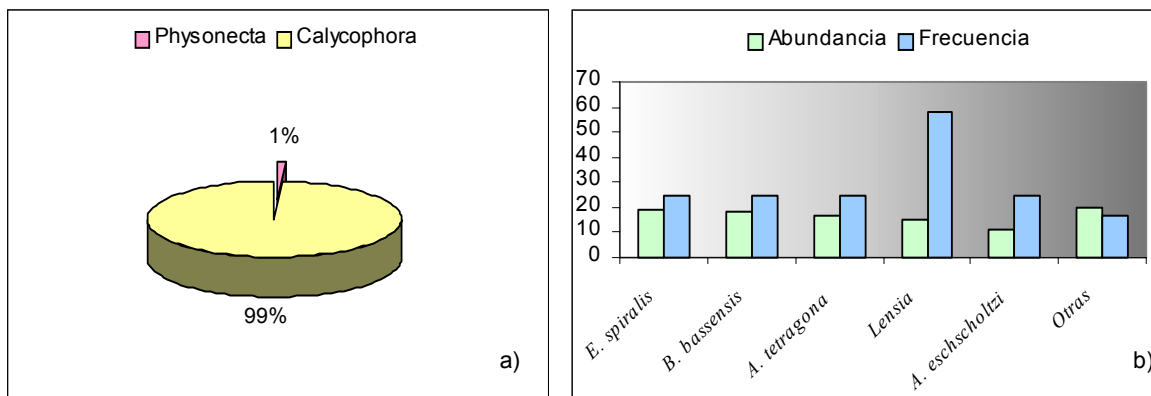 Physonecta Calycophora
1%
99%
a)
Abundancia Frecuencia
70
60
50
40
30
20
10
0
E. spiralis
B. bassensis
A. tetragona
Lensia
A. eschscholtzi
Otras
b)